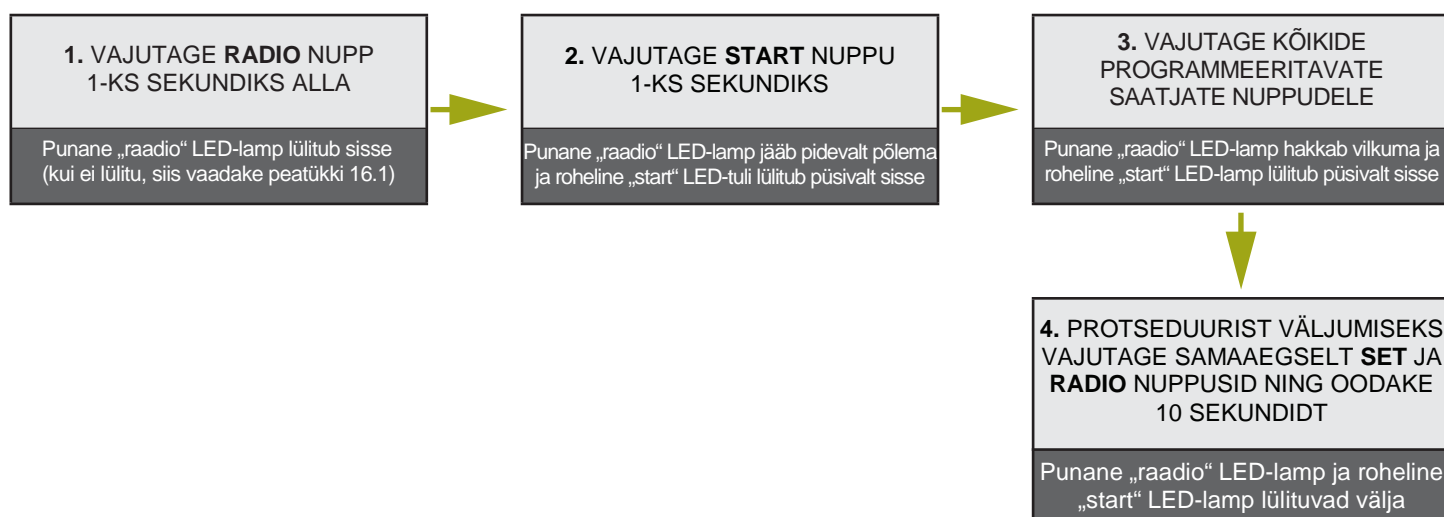 1. VAJUTAGE RADIO NUPP
1-KS SEKUNDIKS ALLA
Punane „raadio“ LED-lamp lülitub sisse
(kui ei lülitu, siis vaadake peatükki 16.1)
2. VAJUTAGE START NUPPU
1-KS SEKUNDIKS
Punane „raadio“ LED-lamp jääb pidevalt põlema
ja roheline „start“ LED-tuli lülitub püsivalt sisse
3. VAJUTAGE KÕIKIDE
PROGRAMMEERITAVATE
SAATJATE NUPPUDELE
Punane „raadio“ LED-lamp hakkab vilkuma ja
roheline „start“ LED-lamp lülitub püsivalt sisse
4. PROTSEDUURIST VÄLJUMISEKS
VAJUTAGE SAMAAEGSELT SET JA
RADIO NUPPUSID NING OODAKE
10 SEKUNDIDT
Punane „raadio“ LED-lamp ja roheline
„start“ LED-lamp lülituvad välja